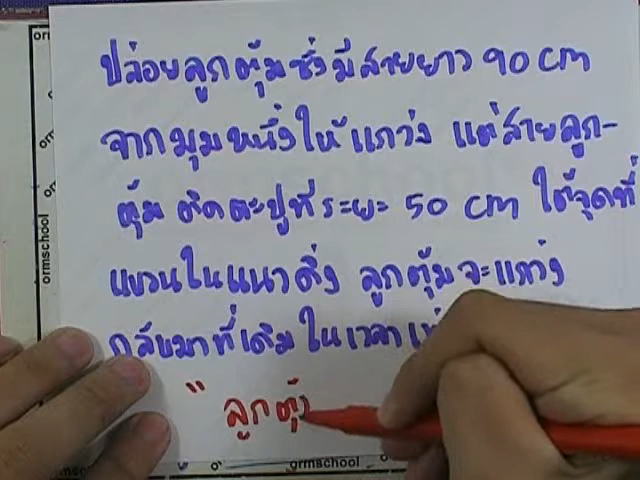 ปล่อยลูกตุ้มซึ่งมีสายยาว 90 cm
จากมุมหนึ่งให้แกว่ง แต่สายลูก-
ตุ้ม ติดตะปูที่ระยะ 50 cm ใต้จุดที่
แขวนในแนวดิ่ง ลูกตุ้มจะแกว่ง
กลับมาที่เดิมในเวลา
" ลูกตุ้
ormschool
ormschool